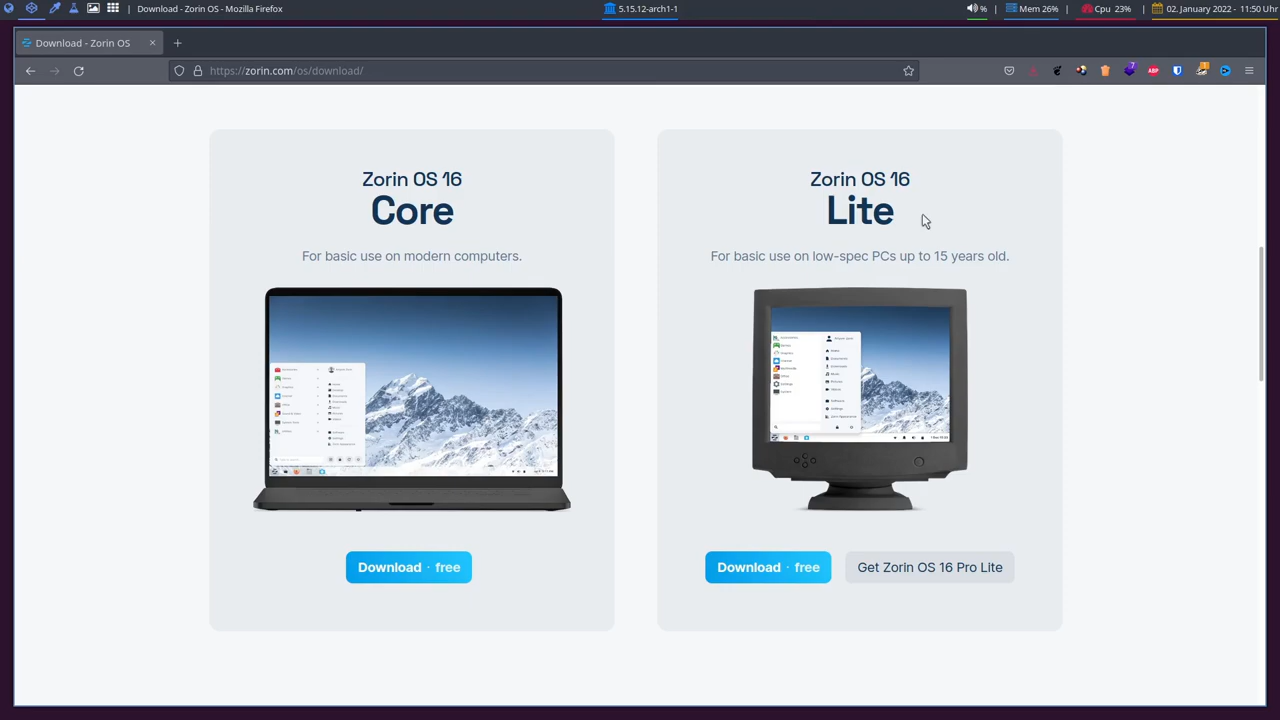 Download - Zorin OS - Mozilla Firefox
5.15.12-arch1-1
%
Mem 26%
Cpu 23%
02. January 2022 - 11:50 Uhr
Download - Zorin OS
https://zorin.com/os/download/
7
ABP
Zorin OS 16
Core
For basic use on modern computers.
Download · free
Zorin OS 16
Lite
For basic use on low-spec PCs up to 15 years old.
Download · free
Get Zorin OS 16 Pro Lite